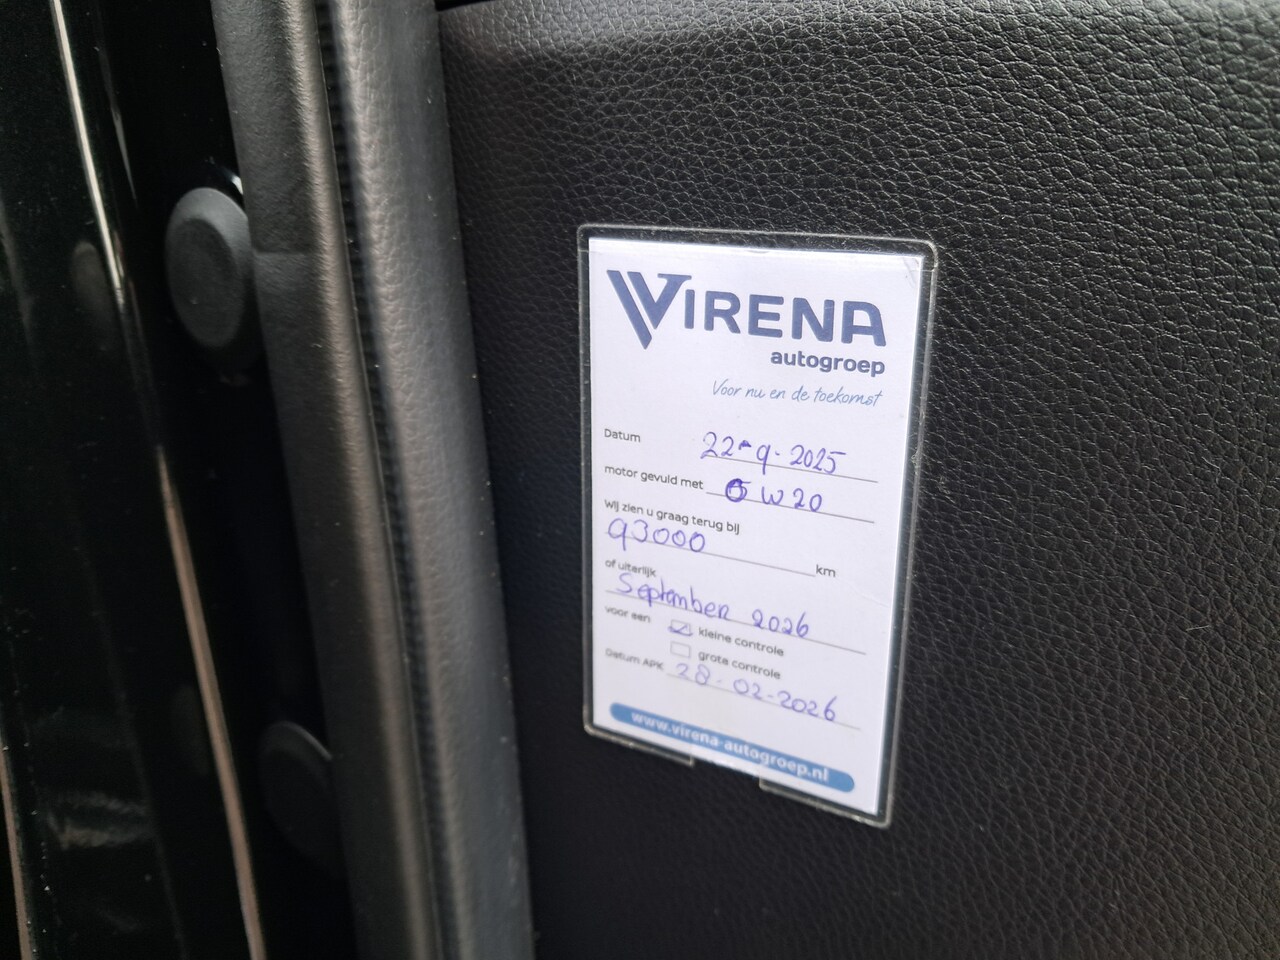 VIRENA
autogroep
Voor nu en de toekomst
Datum 22-9-2025
motor gevuld met 5W20
Wij zien u graag terug bij
93000 km
of uiterlijk
September 2026
voor een kleine controle
grote controle
Datum APK 28-02-2026
www.virena-autogroep.nl